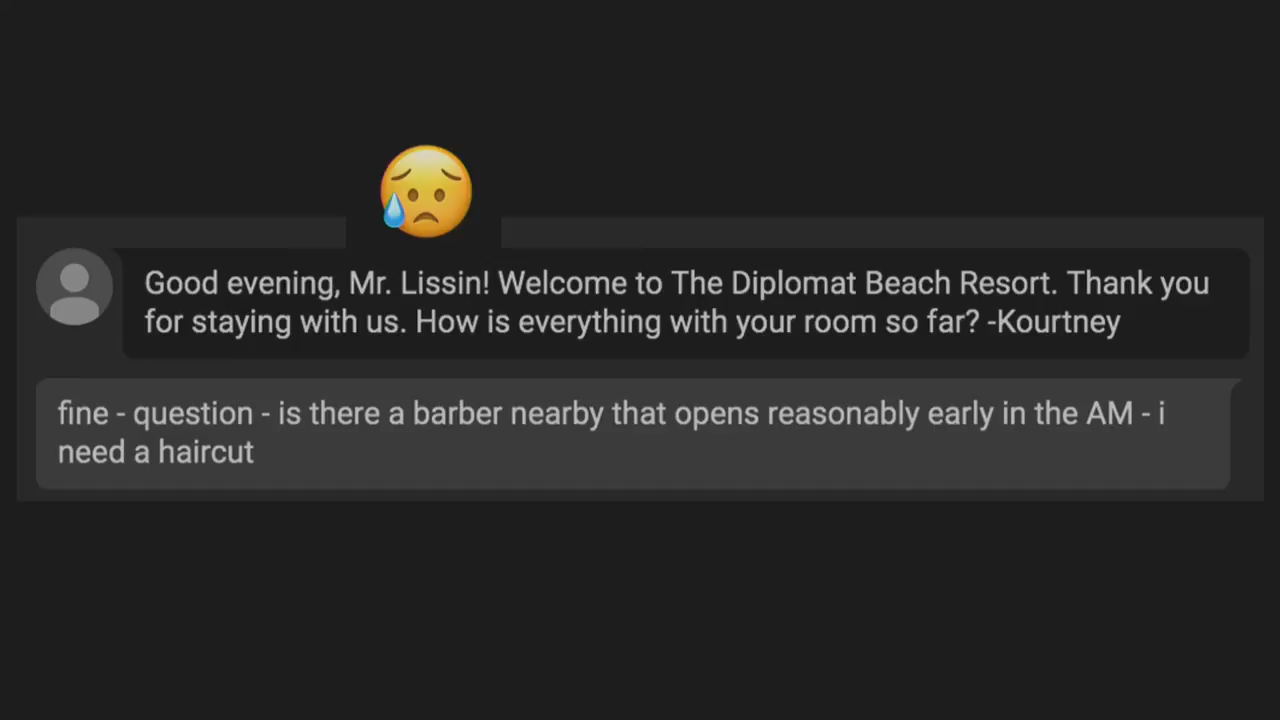 Good evening, Mr. Lissin! Welcome to The Diplomat Beach Resort. Thank you
for staying with us. How is everything with your room so far? -Kourtney
fine - question - is there a barber nearby that opens reasonably early in the AM - i
need a haircut